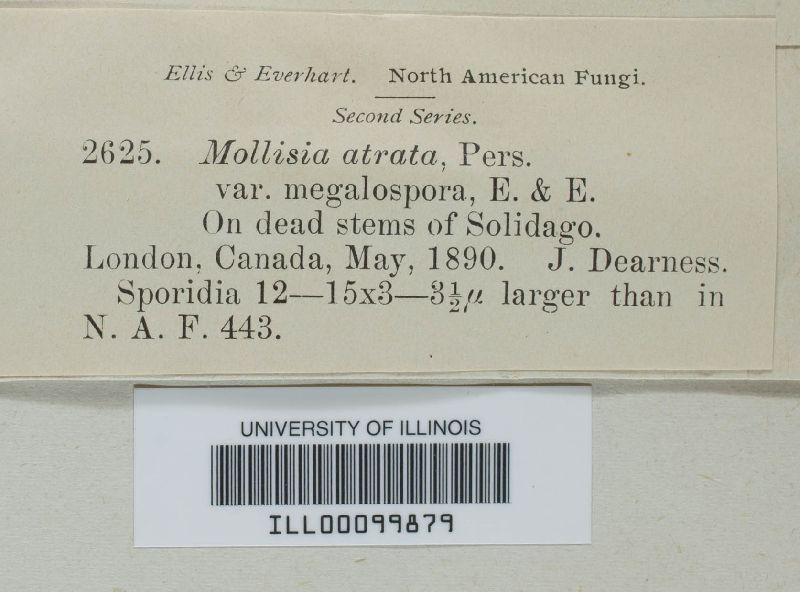 Ellis & Everhart. North American Fungi.
Second Series.
2625. Mollisia atrata, Pers.
var. megalospora, E. & E.
On dead stems of Solidago.
London, Canada, May, 1890. J. Dearness.
Sporidia 12—15x3—3½μ larger than in
N. A. F. 443.
UNIVERSITY OF ILLINOIS
ILL00099879